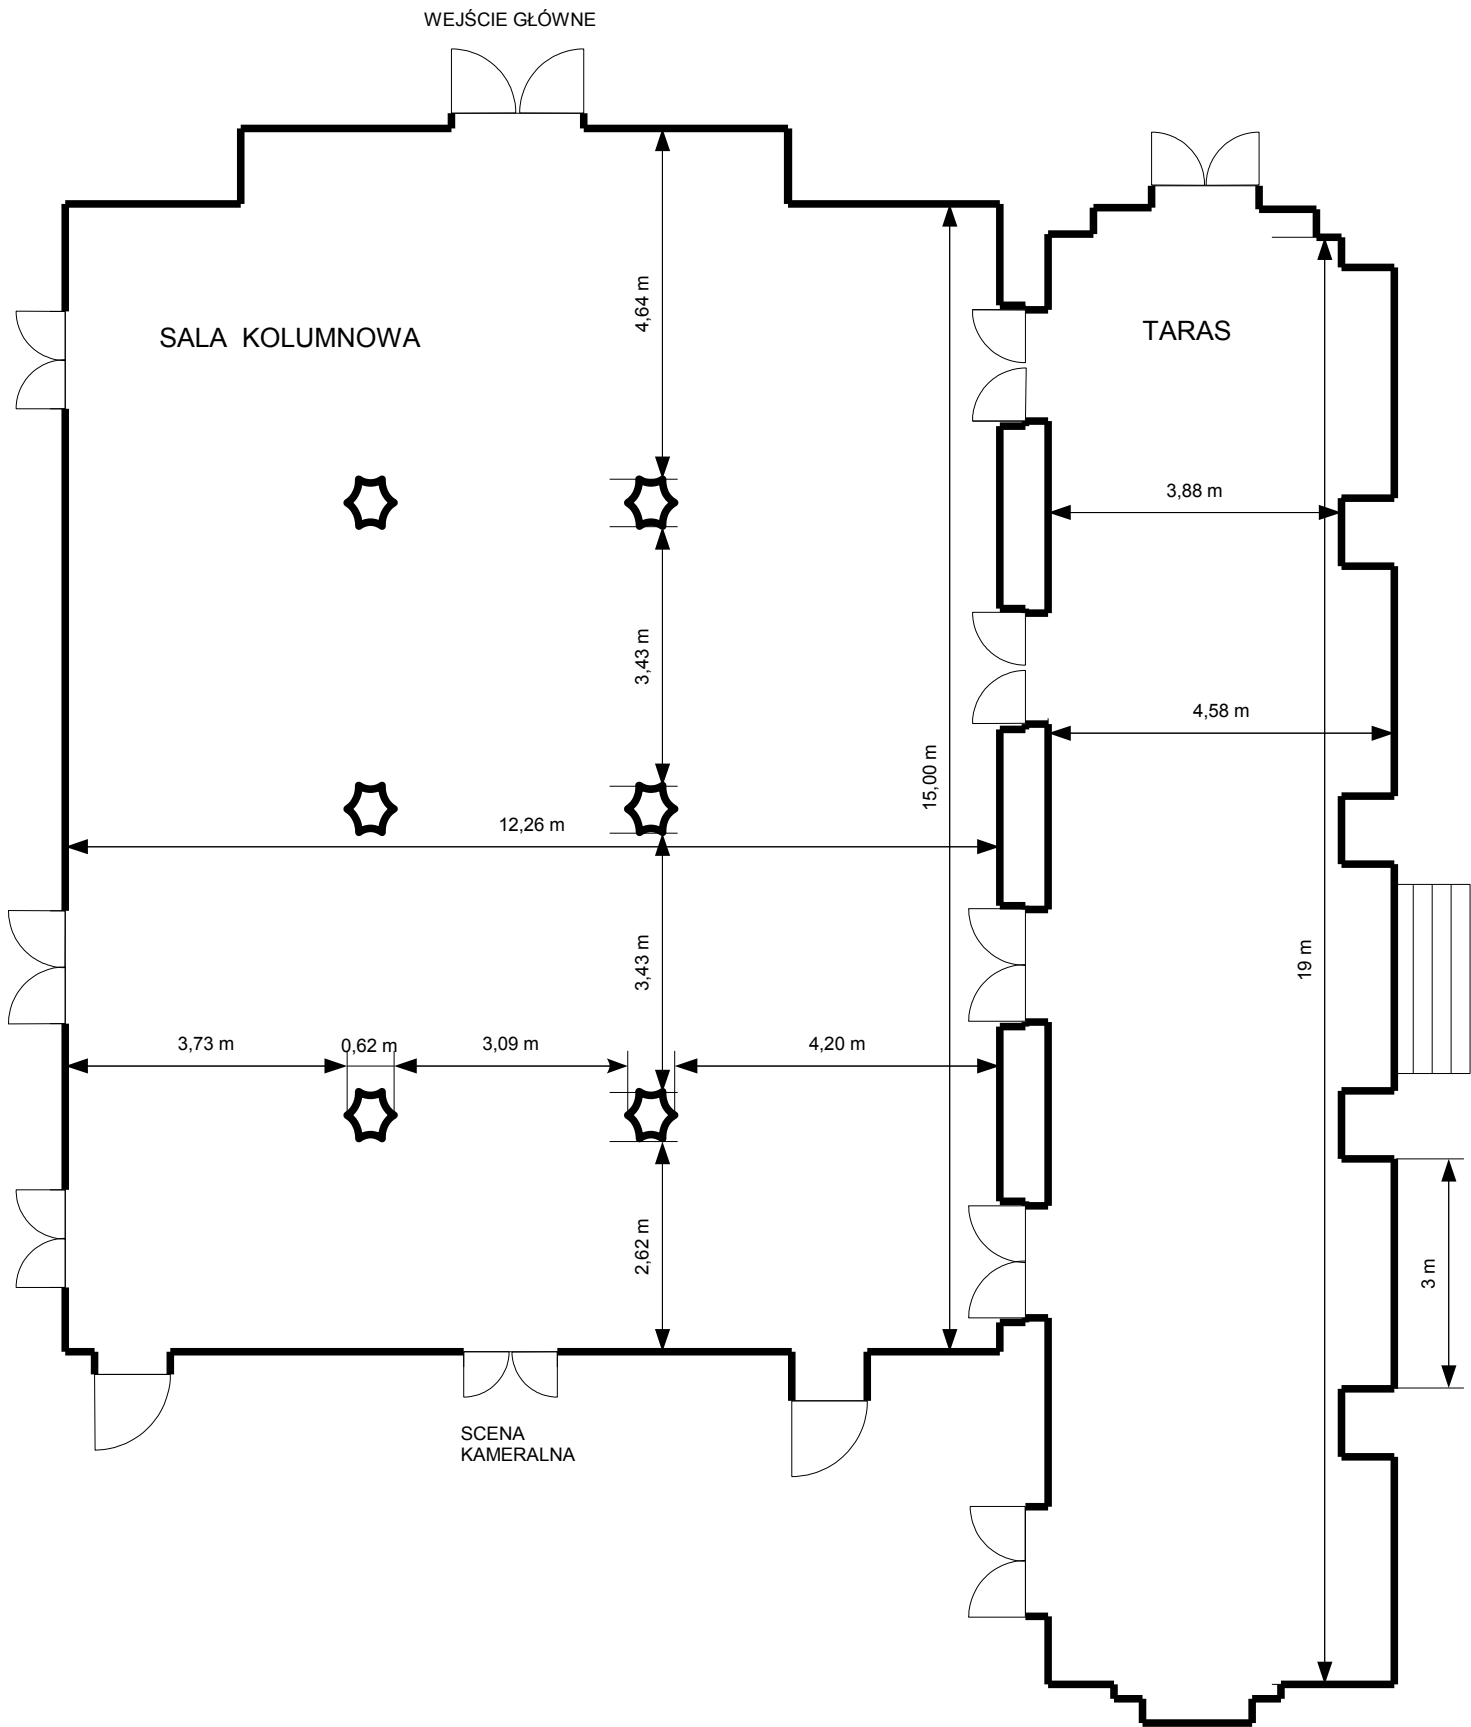 WEJŚCIE GŁÓWNE
SALA KOLUMNOWA
TARAS
4,64 m
3,88 m
3,43 m
4,58 m
15,00 m
12,26 m
3,43 m
19 m
3,73 m
0,62 m
3,09 m
4,20 m
2,62 m
3 m
SCENA
KAMERALNA